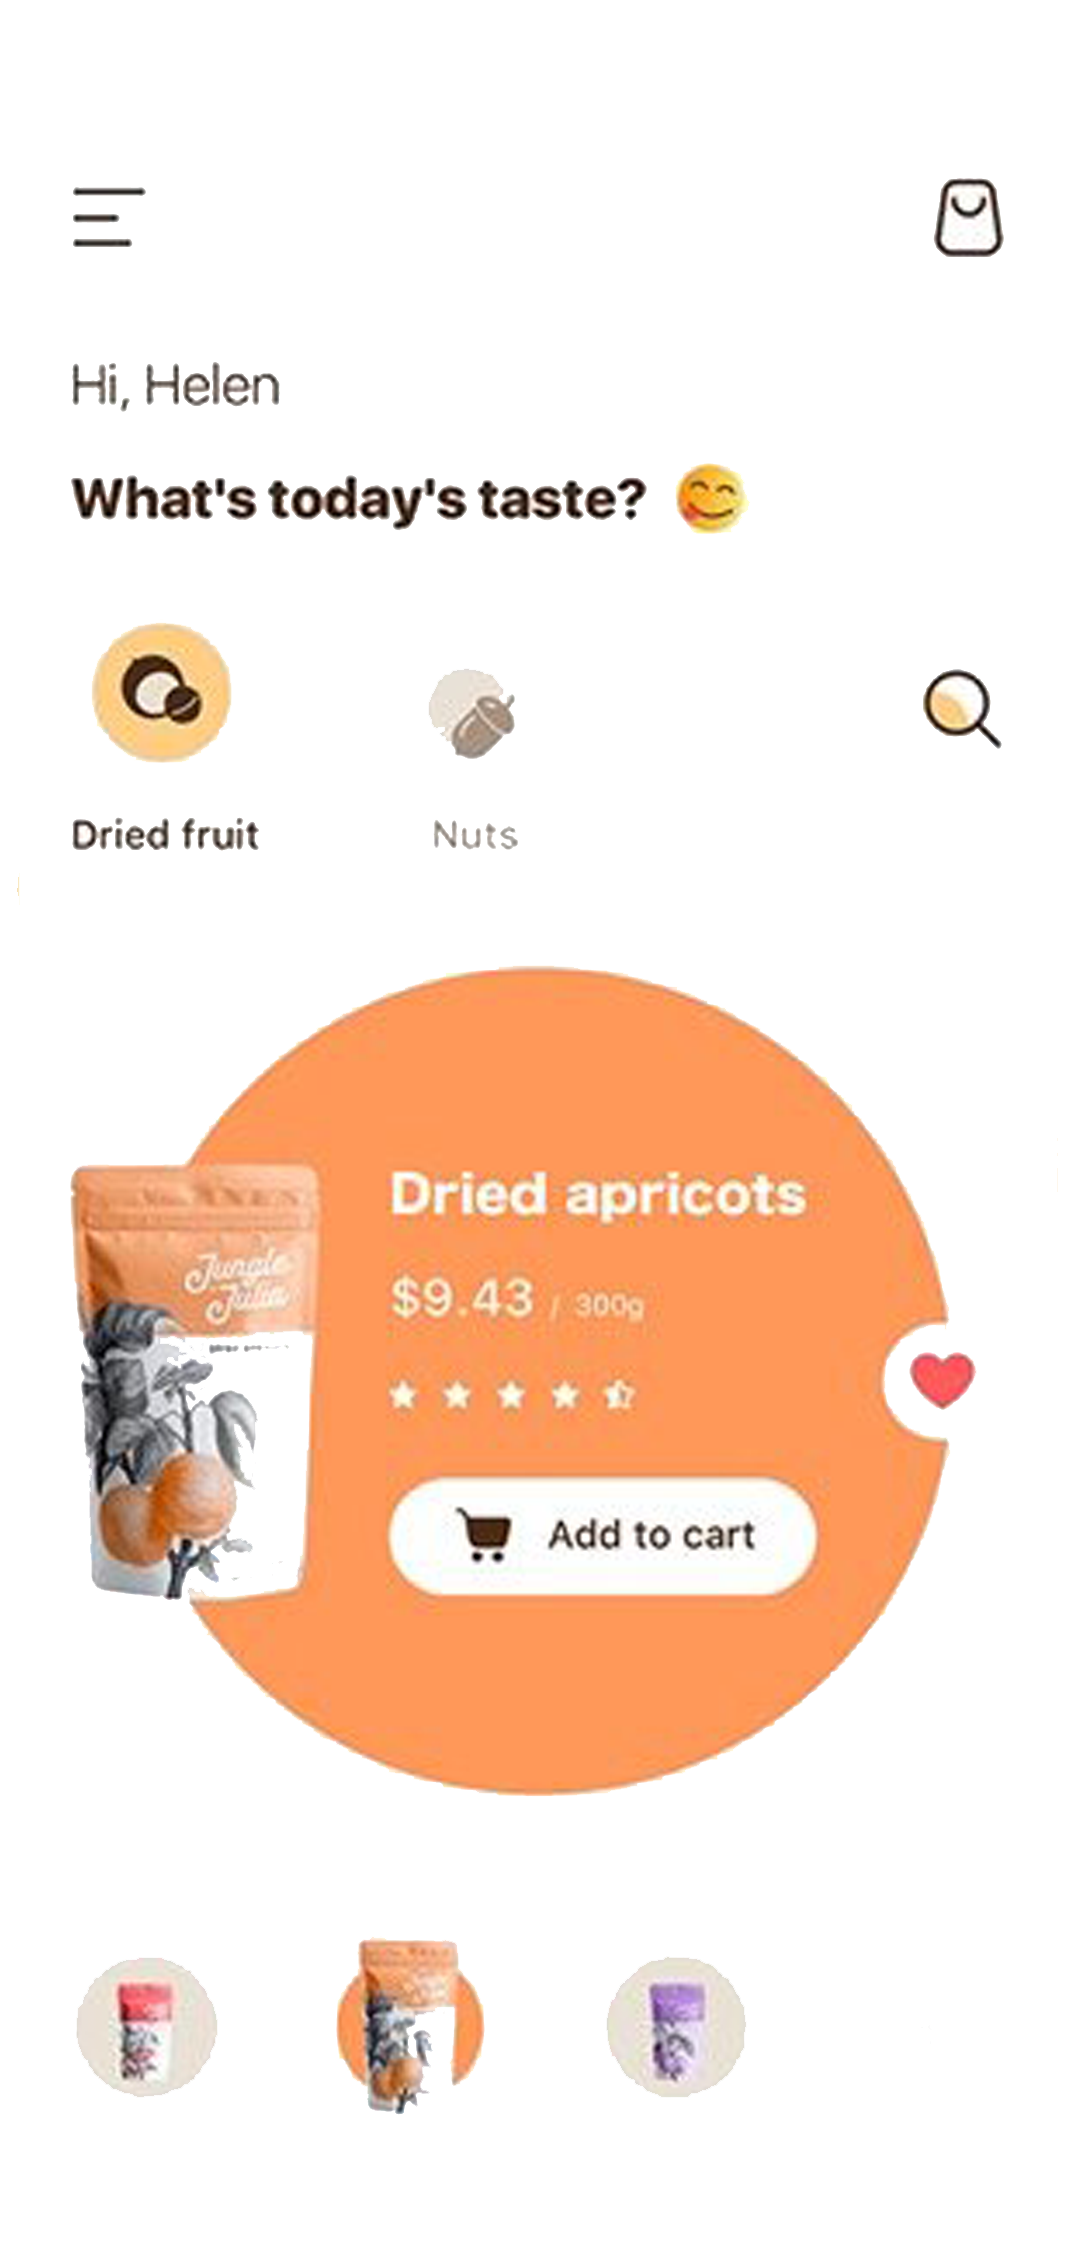 Hi, Helen
What's today's taste?
Dried fruit
Nuts
Jungle
Julia
Dried apricots
$9.43 / 300g
Add to cart